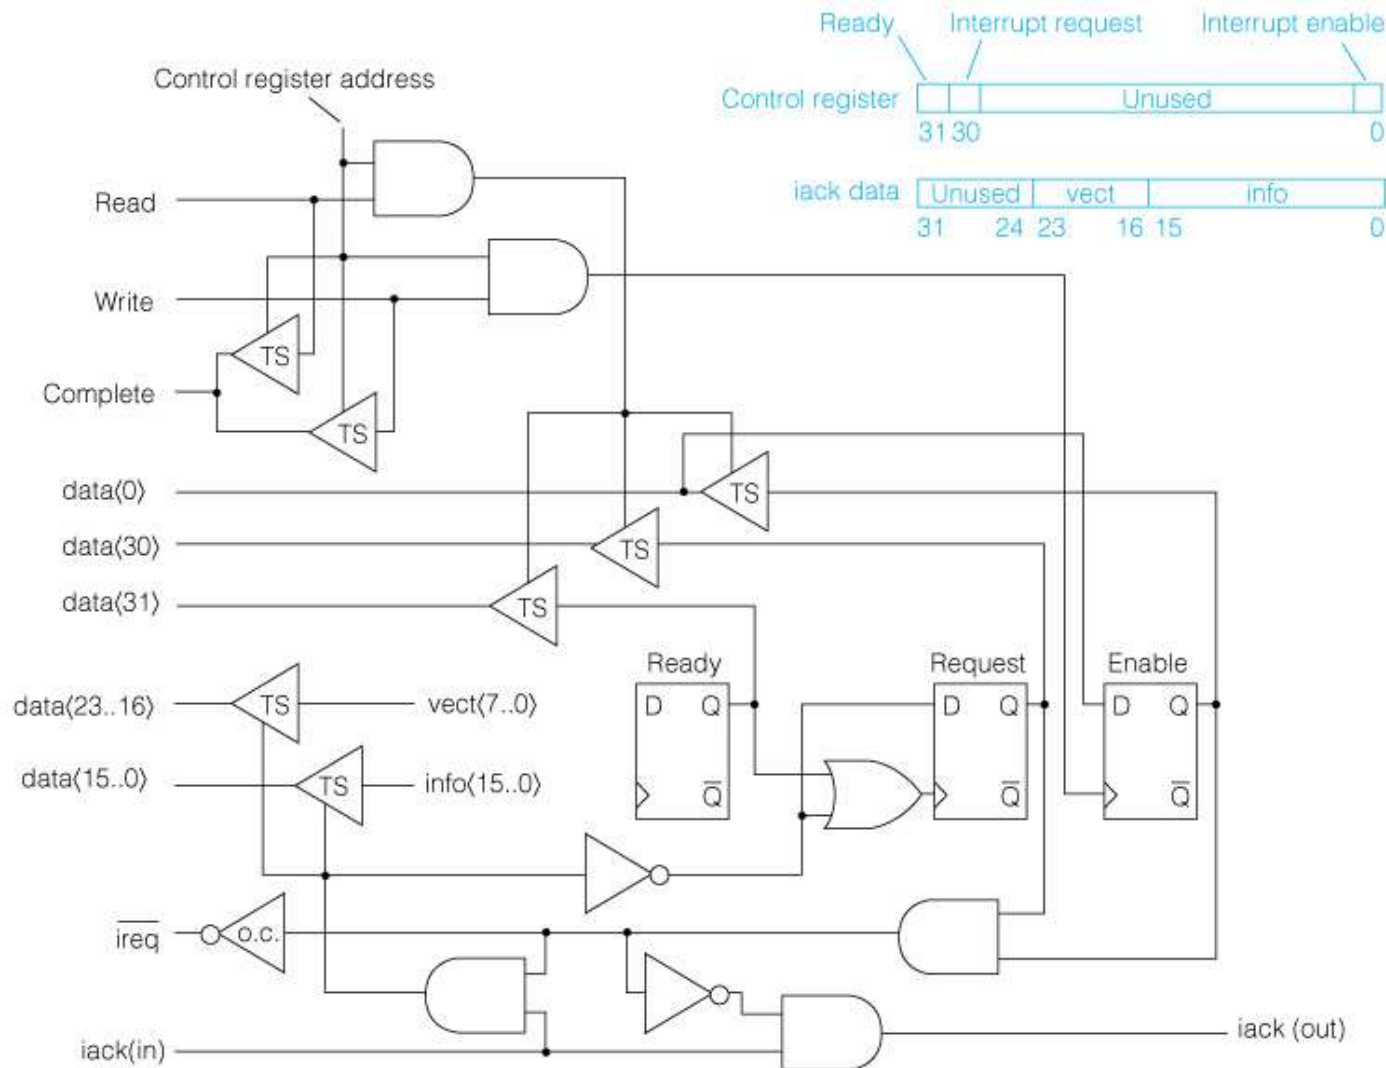 Ready Interrupt request Interrupt enable
Control register address
Control register Unused
31 30 0
Read
iack data Unused vect info
31 24 23 16 15 0
Write
TS
Complete
TS
data⟨0⟩ TS
data⟨30⟩ TS
data⟨31⟩ TS
Ready Request Enable
data⟨23..16⟩ TS vect⟨7..0⟩ D Q D Q D Q
data⟨15..0⟩ TS info⟨15..0⟩ Q̅ Q̅ Q̅
i̅r̅e̅q̅ o.c.
iack (out)
iack(in)